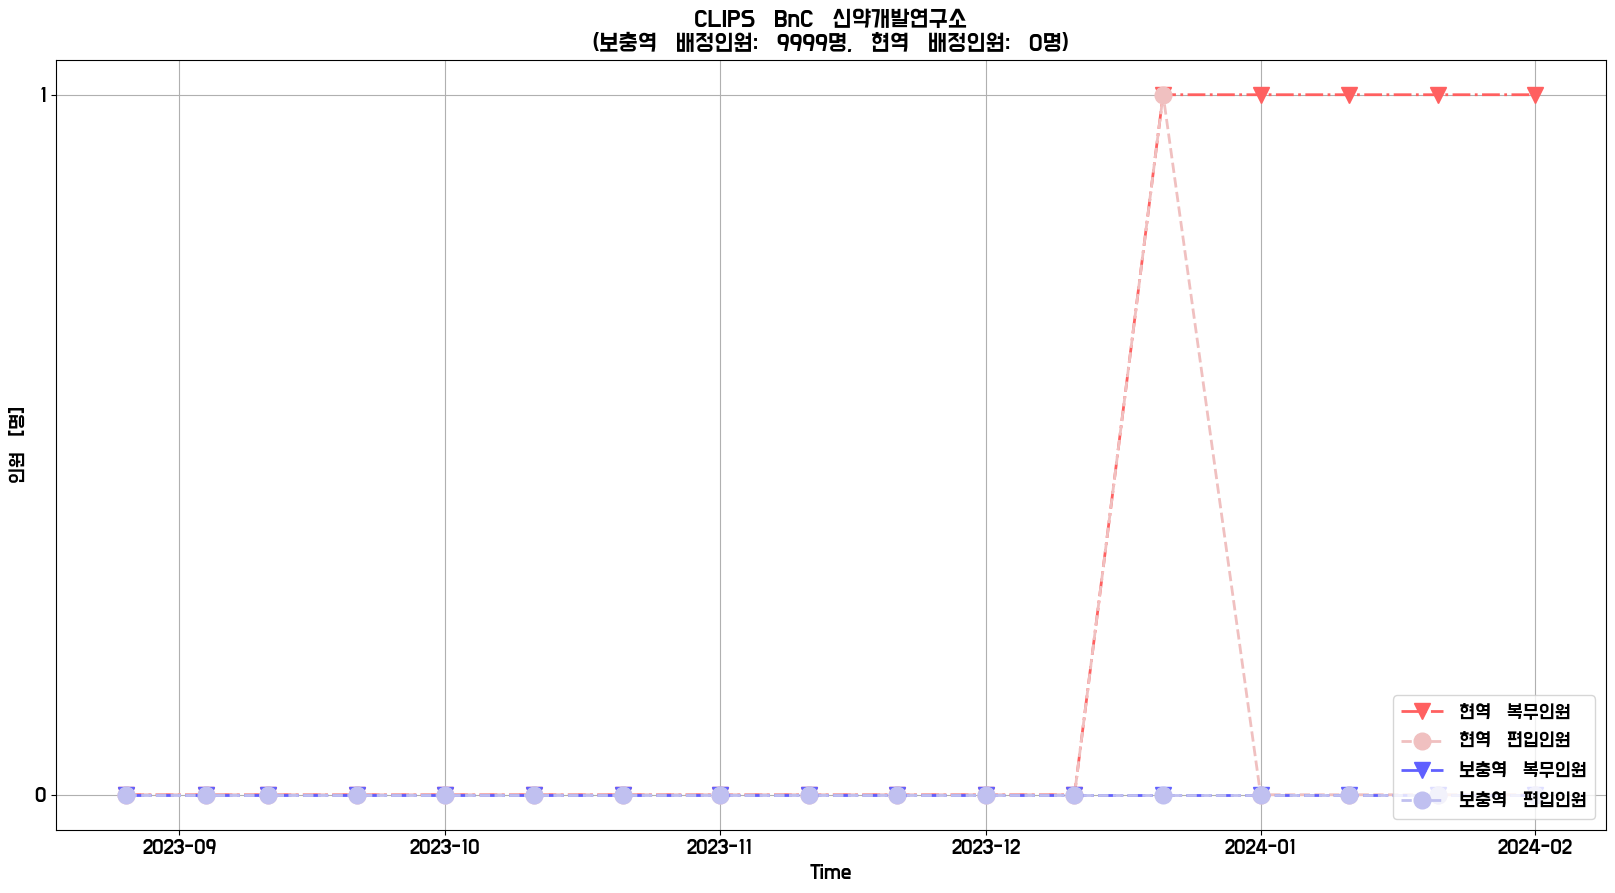 CLIPS BnC 신약개발연구소
(보충역 배정인원: 9999명, 현역 배정인원: 0명)
1
인원 [명]
0
현역 복무인원
현역 편입인원
보충역 복무인원
보충역 편입인원
2023-09
2023-10
2023-11
2023-12
2024-01
2024-02
Time